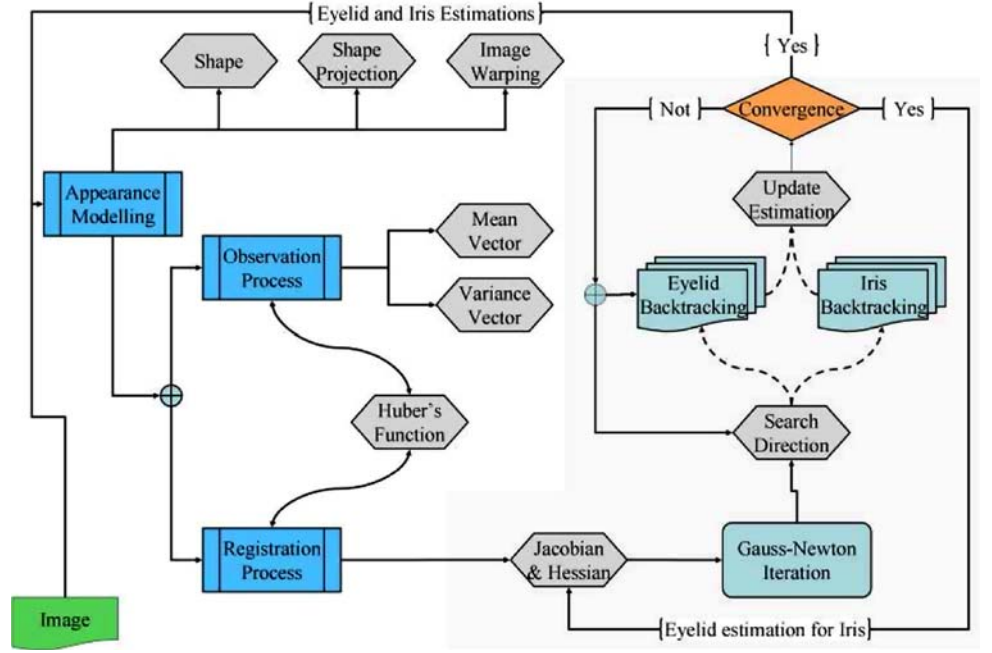 {Eyelid and Iris Estimations}
{ Yes }
Shape
Shape
Projection
Image
Warping
{ Not }
Convergence
{ Yes }
Appearance
Modelling
Update
Estimation
Mean
Vector
Observation
Process
Variance
Vector
Eyelid
Backtracking
Iris
Backtracking
Huber's
Function
Search
Direction
Registration
Process
Jacobian
& Hessian
Gauss-Newton
Iteration
Image
{Eyelid estimation for Iris}